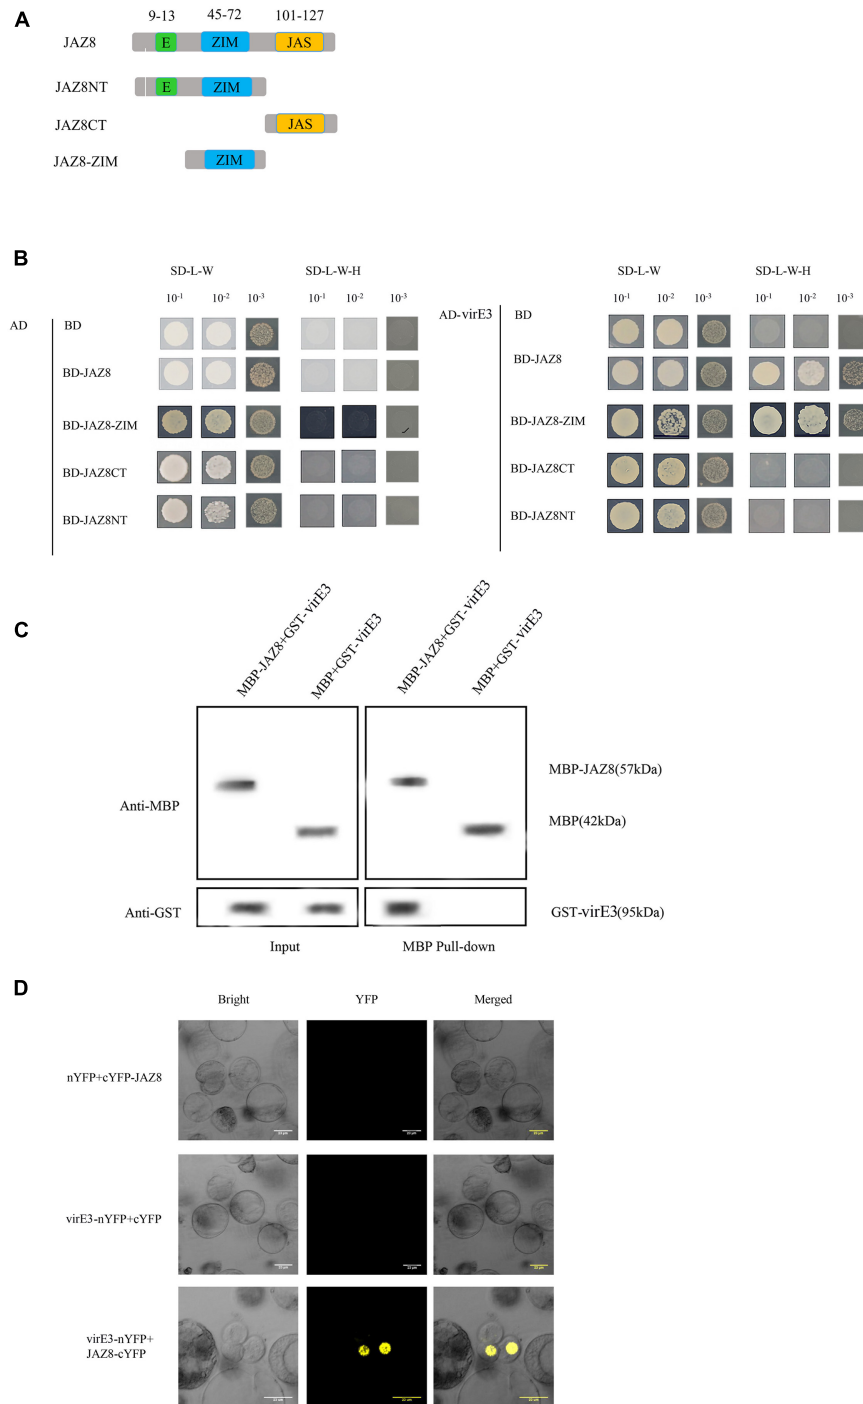 A
9-13 45-72 101-127
JAZ8 E ZIM JAS
JAZ8NT E ZIM
JAZ8CT JAS
JAZ8-ZIM ZIM
B
SD-L-W SD-L-W-H SD-L-W SD-L-W-H
10-1 10-2 10-3 10-1 10-2 10-3 10-1 10-2 10-3 10-1 10-2 10-3
AD BD AD-virE3 BD
BD-JAZ8 BD-JAZ8
BD-JAZ8-ZIM BD-JAZ8-ZIM
BD-JAZ8CT BD-JAZ8CT
BD-JAZ8NT BD-JAZ8NT
C
MBP-JAZ8+GST-virE3 MBP+GST-virE3 MBP-JAZ8+GST-virE3 MBP+GST-virE3
MBP-JAZ8(57kDa)
Anti-MBP
MBP(42kDa)
Anti-GST GST-virE3(95kDa)
Input MBP Pull-down
D
Bright YFP Merged
nYFP+cYFP-JAZ8
virE3-nYFP+cYFP
virE3-nYFP+
JAZ8-cYFP